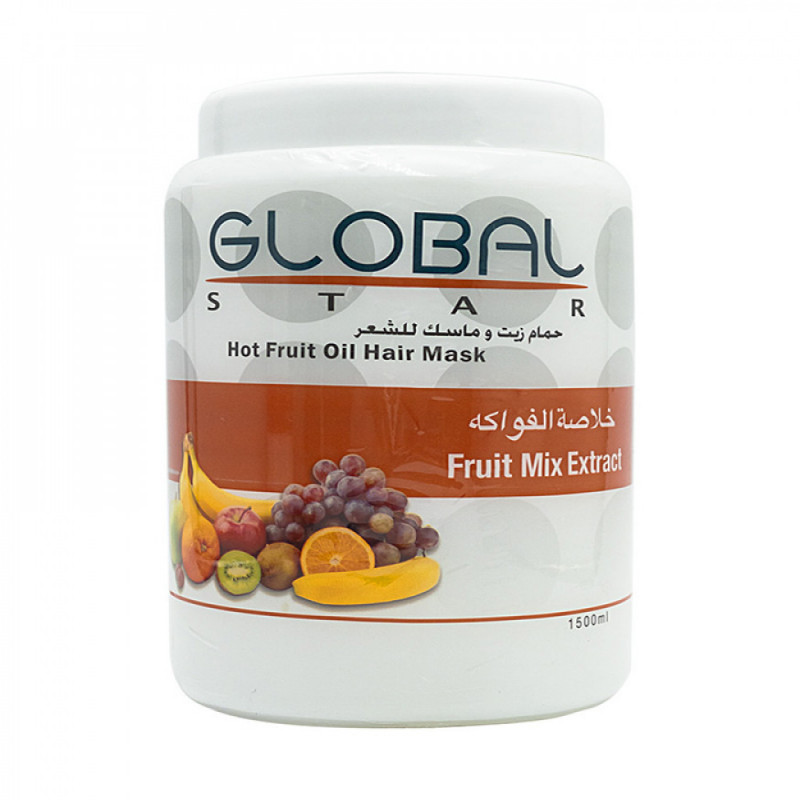 GLOBAL
STAR
حمام زيت و ماسك للشعر
Hot Fruit Oil Hair Mask
خلاصة الفواكه
Fruit Mix Extract
1500ml